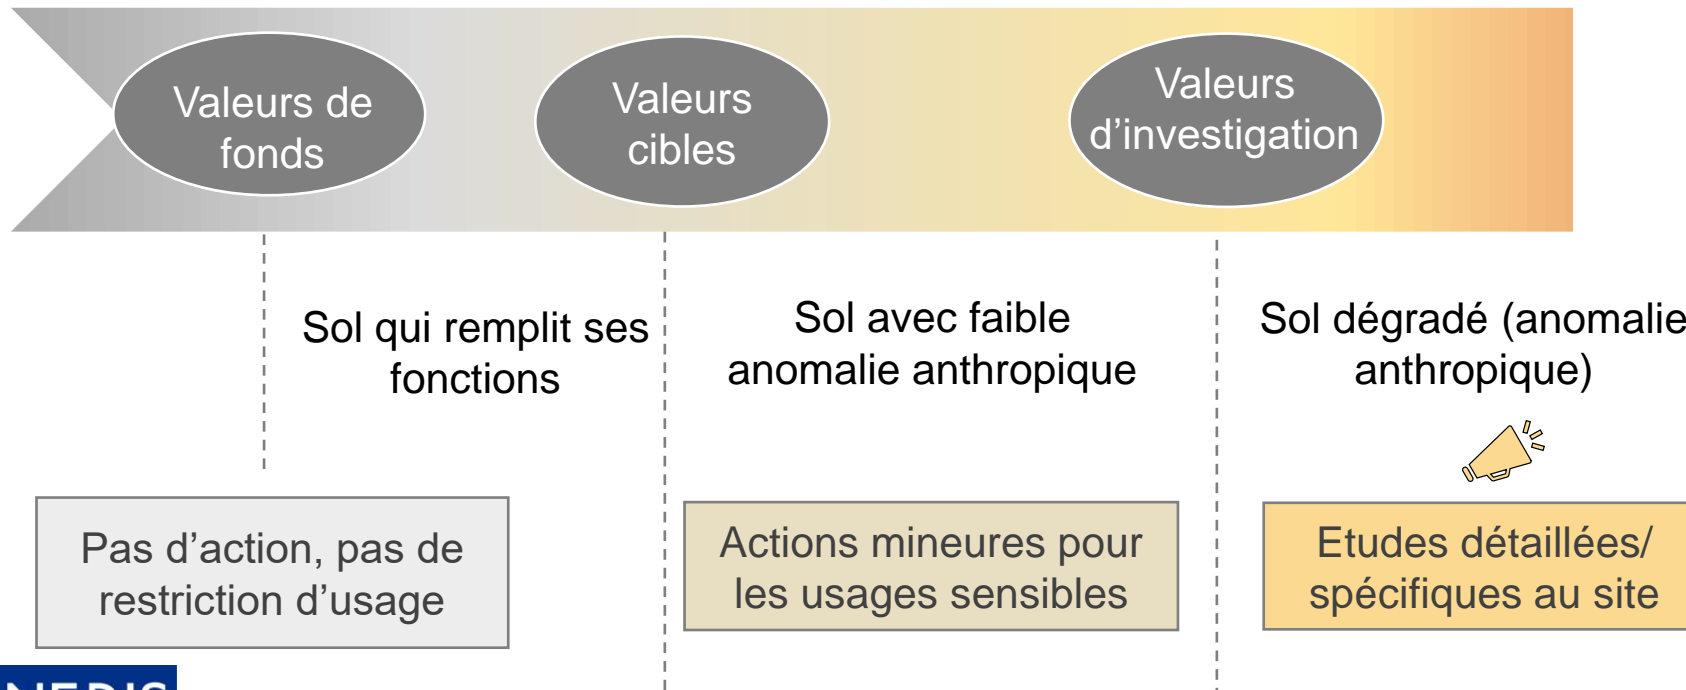 Valeurs de
fonds
Valeurs
cibles
Valeurs
d’investigation
Sol qui remplit ses
fonctions
Sol avec faible
anomalie anthropique
Sol dégradé (anomalie
anthropique)
Pas d’action, pas de
restriction d’usage
Actions mineures pour
les usages sensibles
Etudes détaillées/
spécifiques au site